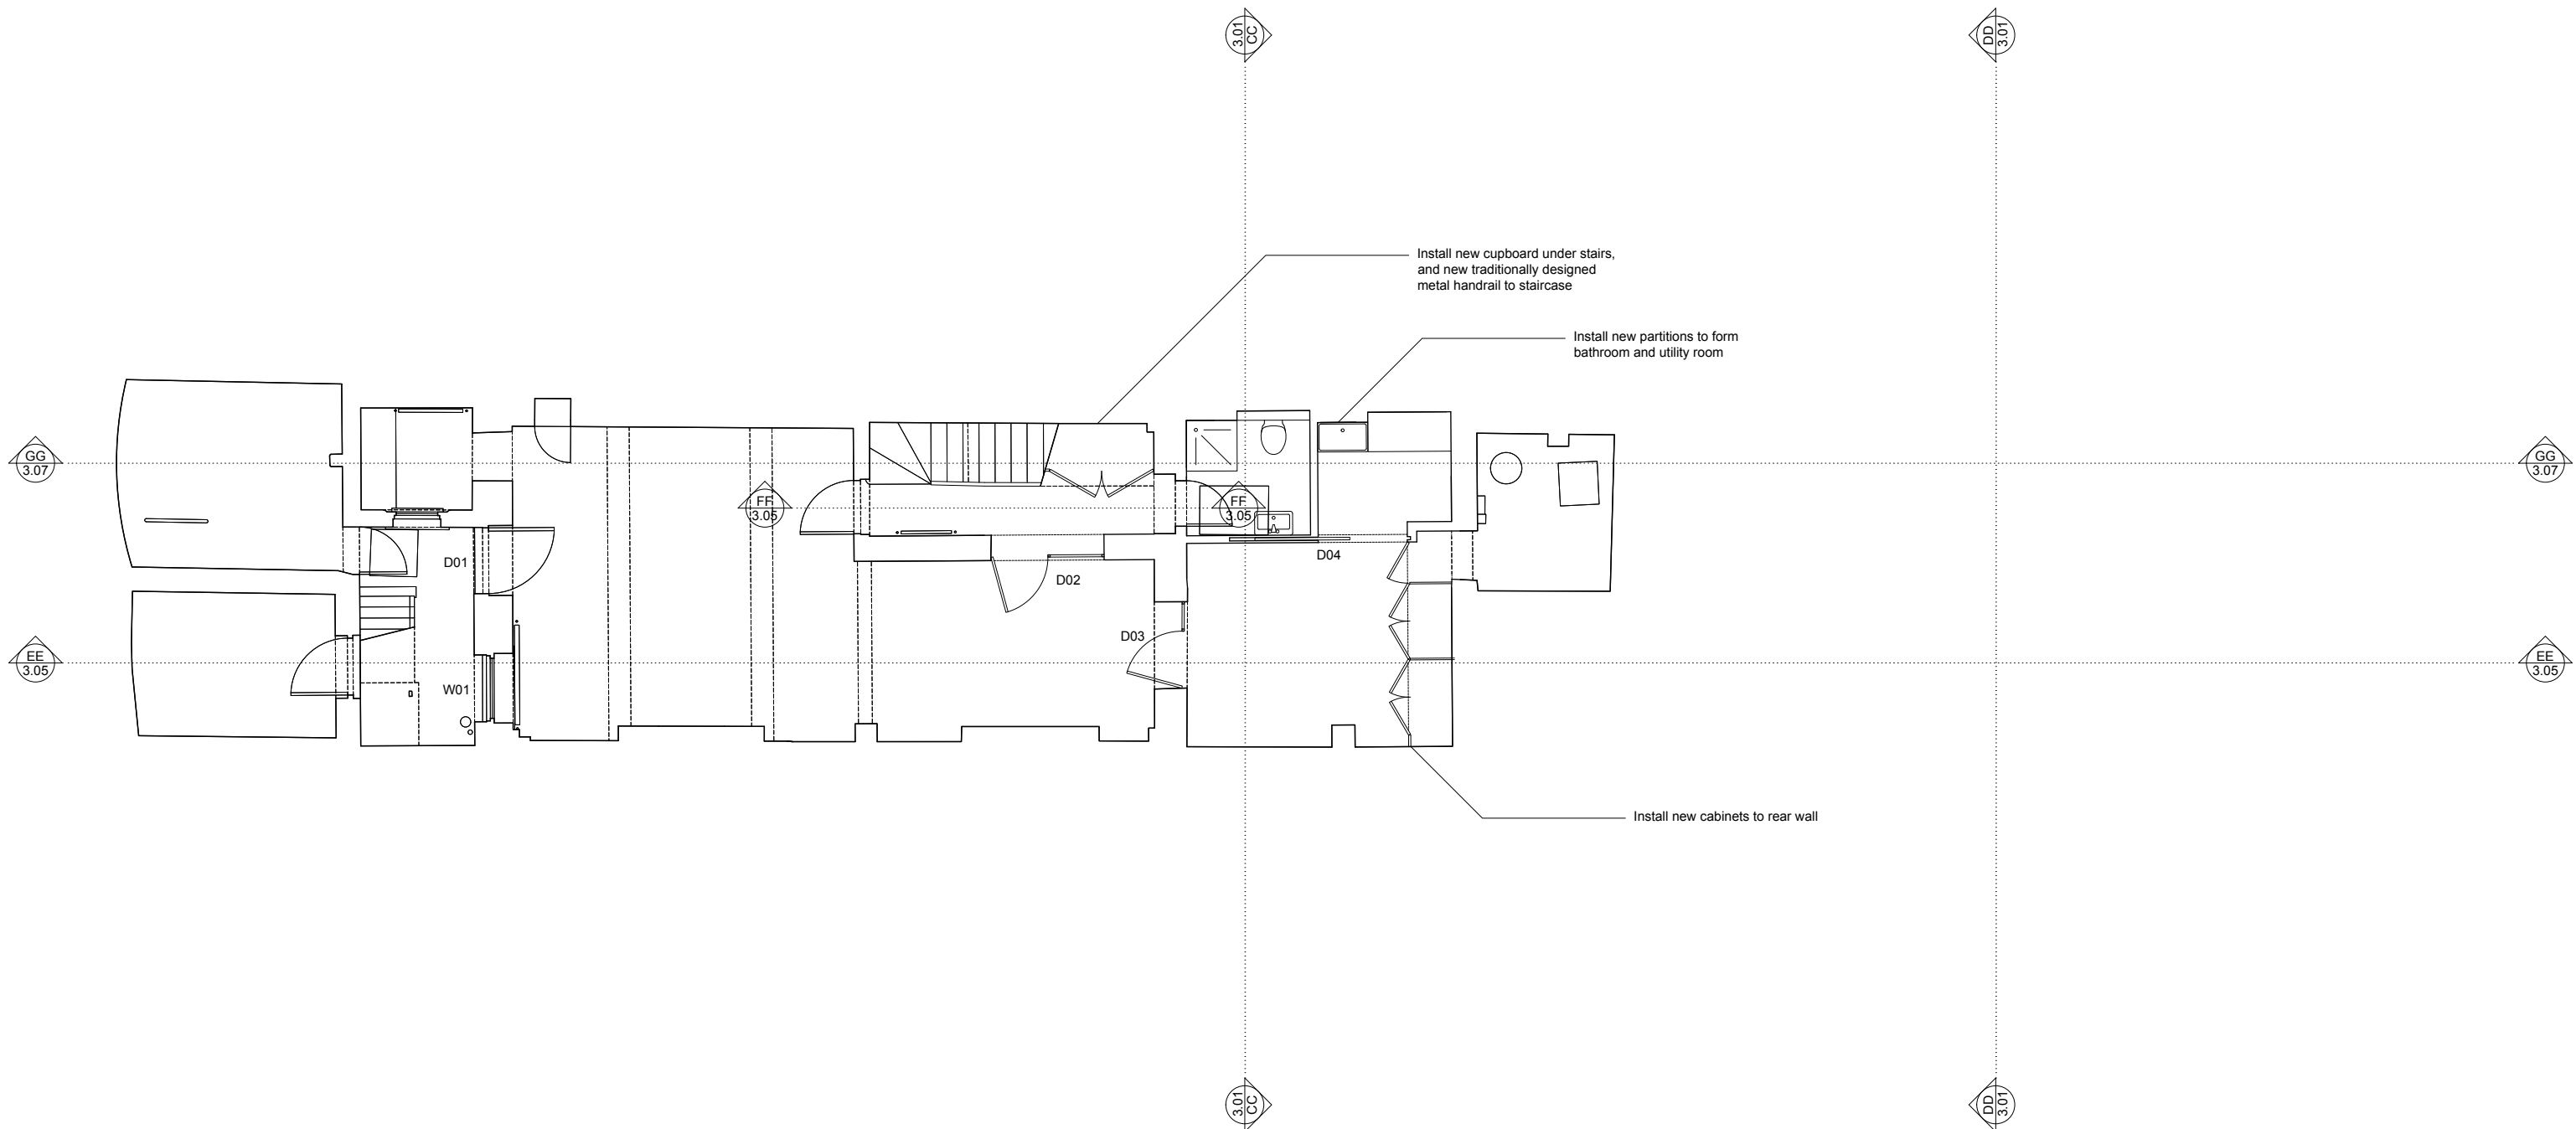 3.01
CC
DD
3.01
Install new cupboard under stairs,
and new traditionally designed
metal handrail to staircase
Install new partitions to form
bathroom and utility room
GG
3.07
GG
3.07
FF
3.05
FF
3.05
D01
D02
D04
D03
EE
3.05
EE
3.05
W01
Install new cabinets to rear wall
3.01
CC
DD
3.01